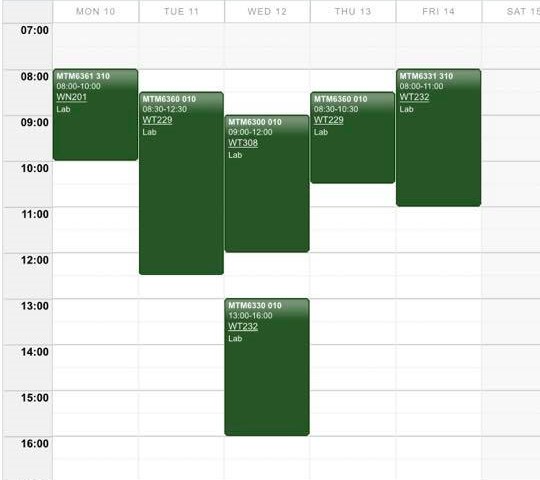 MON 10
TUE 11
WED 12
THU 13
FRI 14
SAT 15
07:00
08:00
09:00
10:00
11:00
12:00
13:00
14:00
15:00
16:00
MTM6361 310
08:00-10:00
WN201
Lab
MTM6360 010
08:30-12:30
WT229
Lab
MTM6300 010
09:00-12:00
WT308
Lab
MTM6330 010
13:00-16:00
WT232
Lab
MTM6360 010
08:30-10:30
WT229
Lab
MTM6331 310
08:00-11:00
WT232
Lab